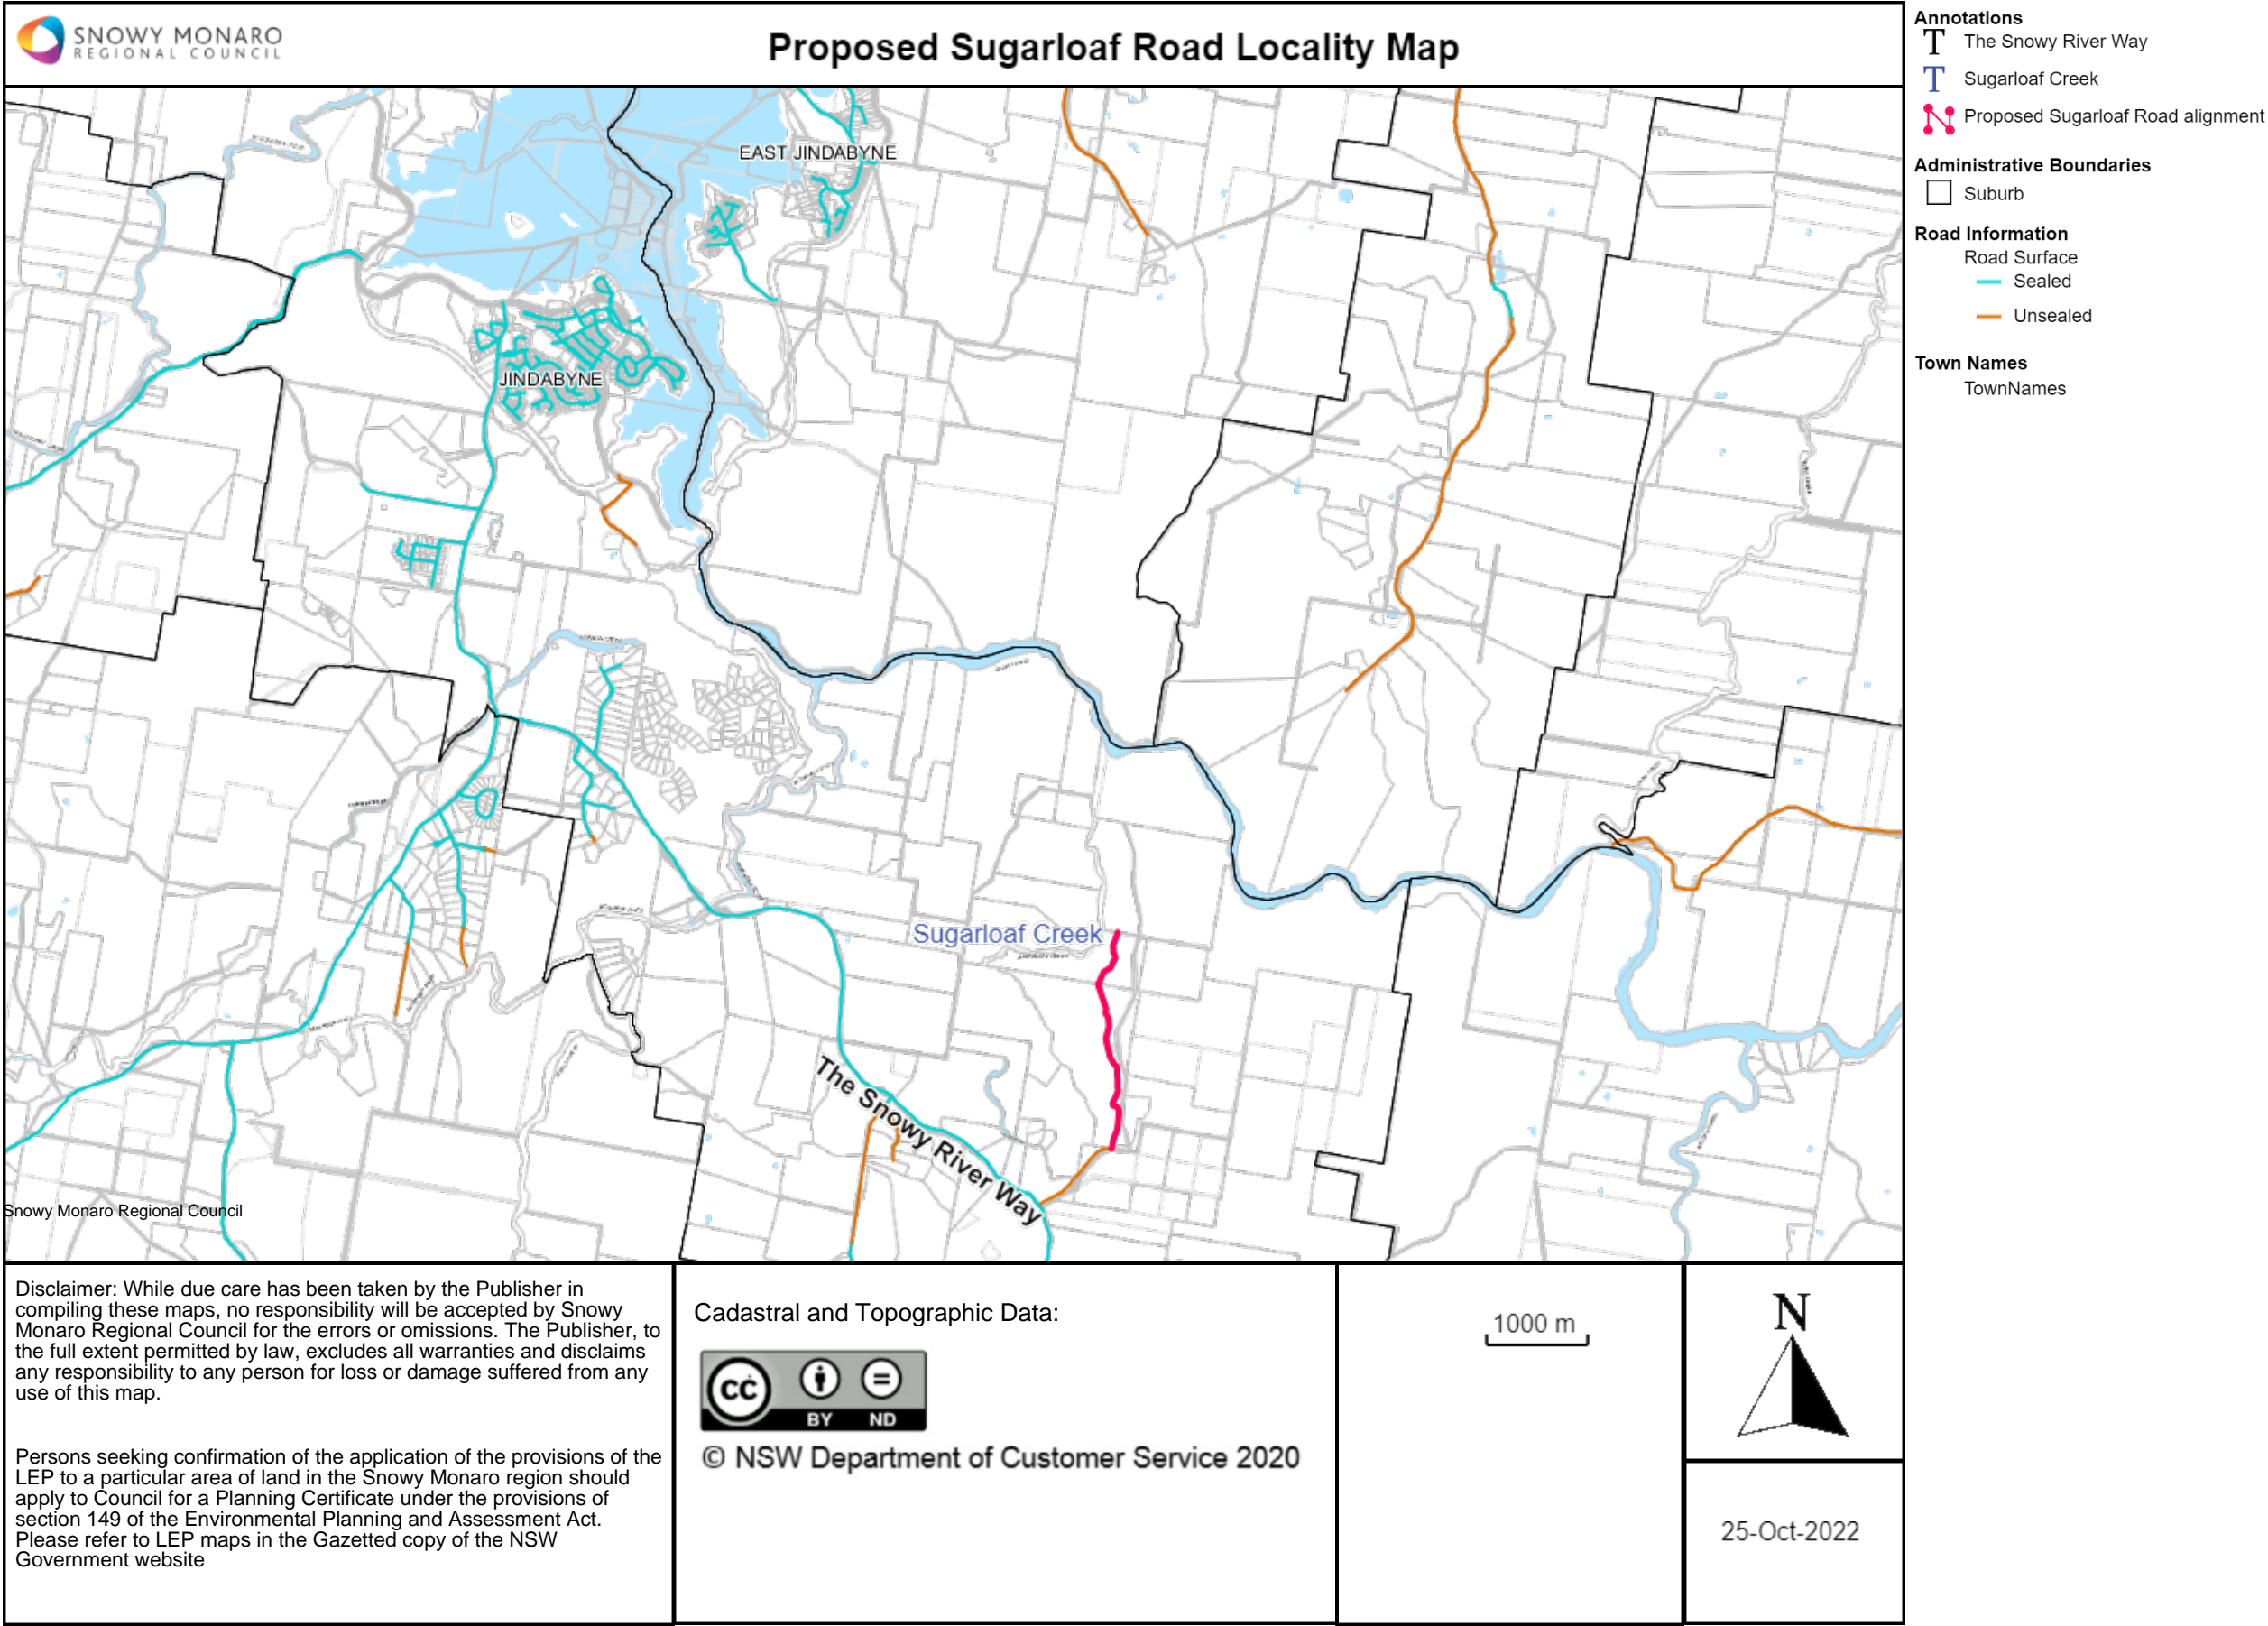 SNOWY MONARO
REGIONAL COUNCIL
Proposed Sugarloaf Road Locality Map
Annotations
T The Snowy River Way
T Sugarloaf Creek
Proposed Sugarloaf Road alignment
Administrative Boundaries
Suburb
Road Information
Road Surface
Sealed
Unsealed
Town Names
TownNames
EAST JINDABYNE
JINDABYNE
Sugarloaf Creek
The Snowy River Way
Snowy Monaro Regional Council
Disclaimer: While due care has been taken by the Publisher in
compiling these maps, no responsibility will be accepted by Snowy
Monaro Regional Council for the errors or omissions. The Publisher, to
the full extent permitted by law, excludes all warranties and disclaims
any responsibility to any person for loss or damage suffered from any
use of this map.
Persons seeking confirmation of the application of the provisions of the
LEP to a particular area of land in the Snowy Monaro region should
apply to Council for a Planning Certificate under the provisions of
section 149 of the Environmental Planning and Assessment Act.
Please refer to LEP maps in the Gazetted copy of the NSW
Government website
Cadastral and Topographic Data:
cc
BY ND
© NSW Department of Customer Service 2020
1000 m
N
25-Oct-2022